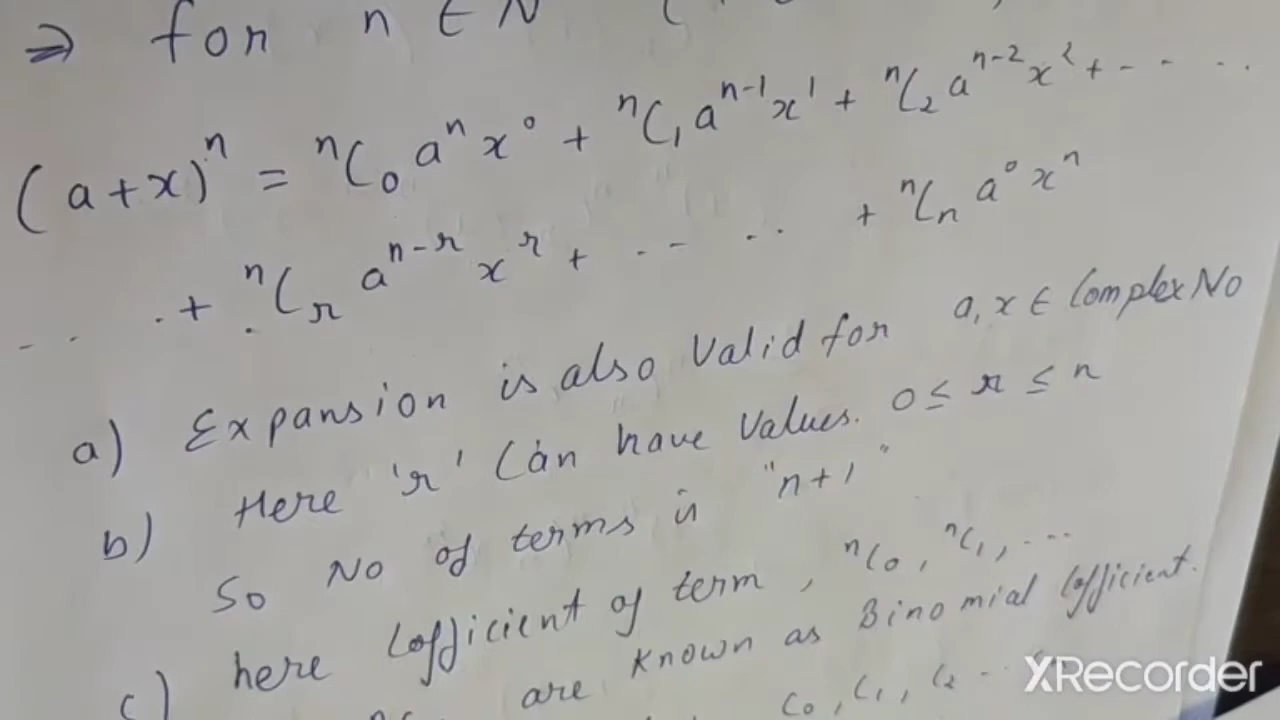 ⇒ for n ∈ N (
(a+x)ⁿ = ⁿC₀ aⁿ x⁰ + ⁿC₁ aⁿ⁻¹ x¹ + ⁿC₂ aⁿ⁻² x² + - - - ..
.. . + ⁿCᵣ aⁿ⁻ʳ xʳ + .. - .. + ⁿCₙ a⁰ xⁿ
a) Expansion is also Valid for a, x ∈ Complex No
b) Here 'r' Can have Values. 0 ≤ r ≤ n
So No of terms is "n+1"
c) here Cofficient of term, ⁿC₀, ⁿC₁, ...
are known as Binomial Cofficient.
C₀, C₁, C₂ ..
XRecorder